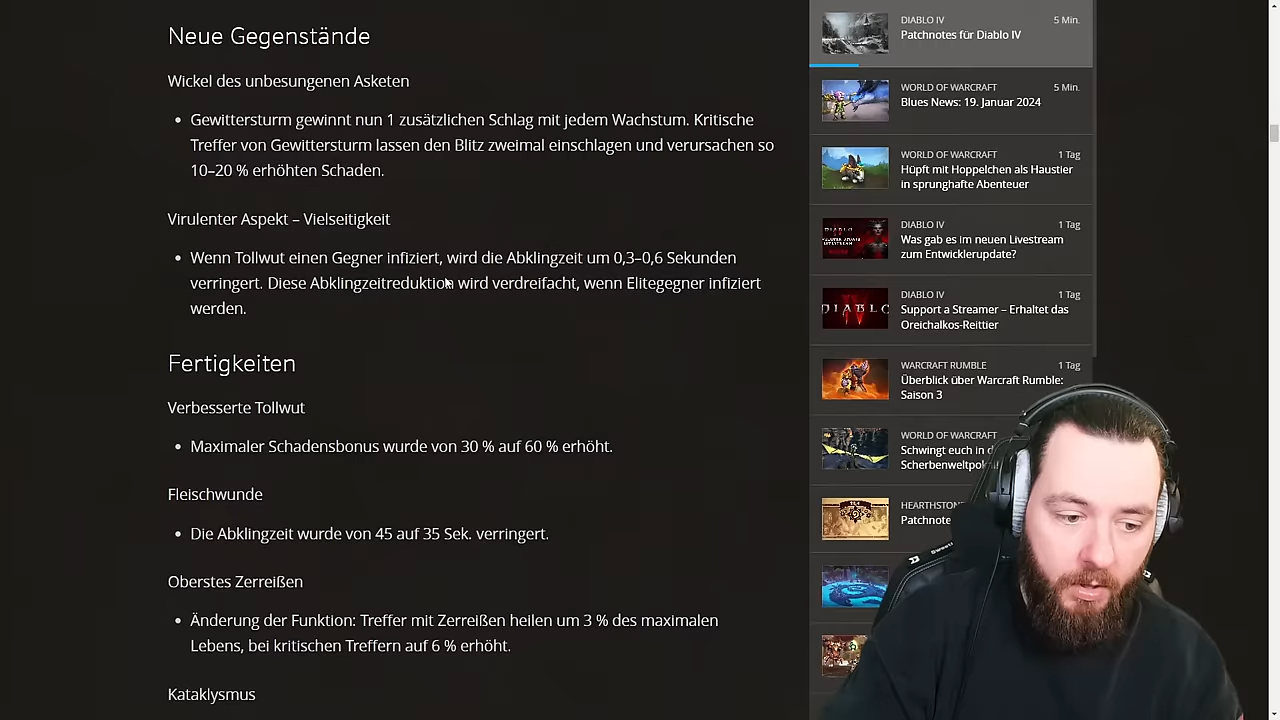 Neue Gegenstände
Wickel des unbesungenen Asketen
• Gewittersturm gewinnt nun 1 zusätzlichen Schlag mit jedem Wachstum. Kritische
Treffer von Gewittersturm lassen den Blitz zweimal einschlagen und verursachen so
10–20 % erhöhten Schaden.
Virulenter Aspekt – Vielseitigkeit
• Wenn Tollwut einen Gegner infiziert, wird die Abklingzeit um 0,3–0,6 Sekunden
verringert. Diese Abklingzeitreduktion wird verdreifacht, wenn Elitegegner infiziert
werden.
Fertigkeiten
Verbesserte Tollwut
• Maximaler Schadensbonus wurde von 30 % auf 60 % erhöht.
Fleischwunde
• Die Abklingzeit wurde von 45 auf 35 Sek. verringert.
Oberstes Zerreißen
• Änderung der Funktion: Treffer mit Zerreißen heilen um 3 % des maximalen
Lebens, bei kritischen Treffern auf 6 % erhöht.
Kataklysmus
DIABLO IV 5 Min.
Patchnotes für Diablo IV
WORLD OF WARCRAFT 5 Min.
Blues News: 19. Januar 2024
WORLD OF WARCRAFT 1 Tag
Hüpft mit Hoppelchen als Haustier
in sprunghafte Abenteuer
DIABLO IV 1 Tag
Was gab es im neuen Livestream
zum Entwicklerupdate?
DIABLO IV 1 Tag
Support a Streamer – Erhaltet das
Oreichalkos-Reittier
WARCRAFT RUMBLE 1 Tag
Überblick über Warcraft Rumble:
Saison 3
WORLD OF WARCRAFT
Schwingt euch in d
Scherbenweltpok
HEARTHSTONE
Patchnote